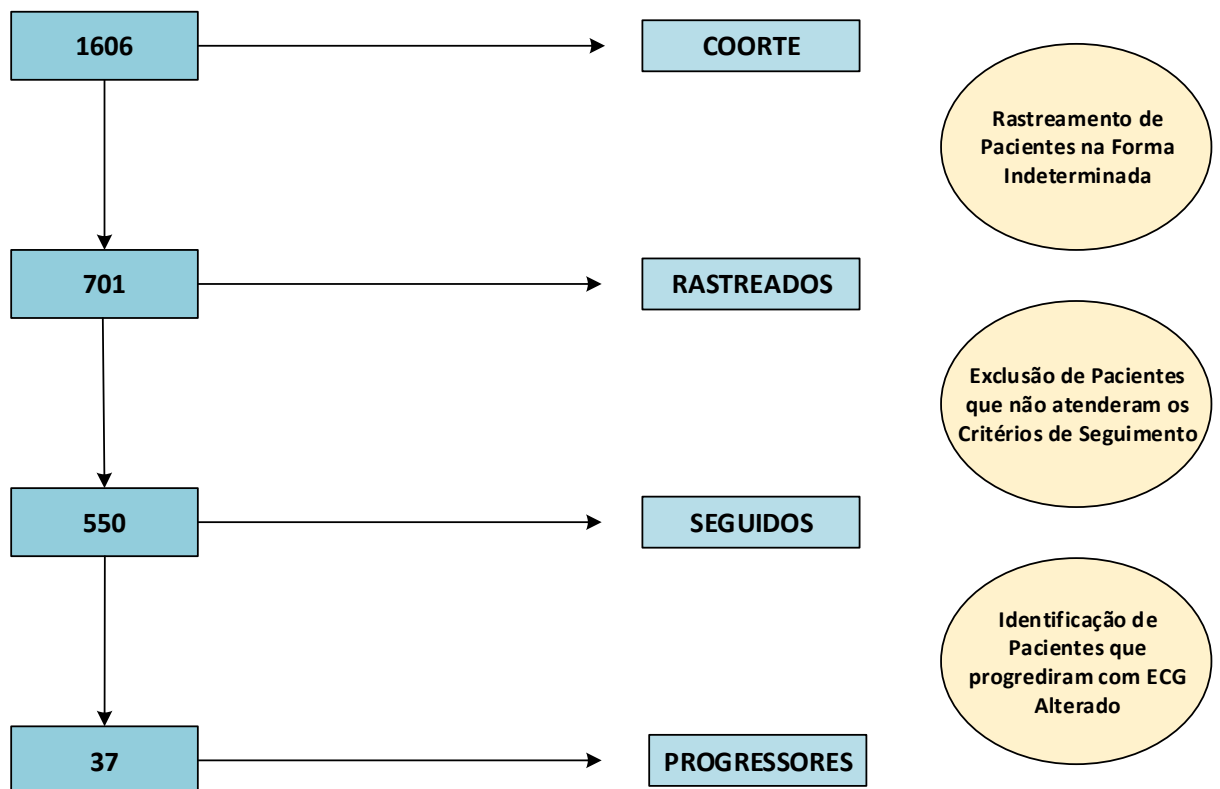 1606
COORTE
Rastreamento de
Pacientes na Forma
Indeterminada
701
RASTREADOS
Exclusão de Pacientes
que não atenderam os
Critérios de Seguimento
550
SEGUIDOS
Identificação de
Pacientes que
progrediram com ECG
Alterado
37
PROGRESSORES